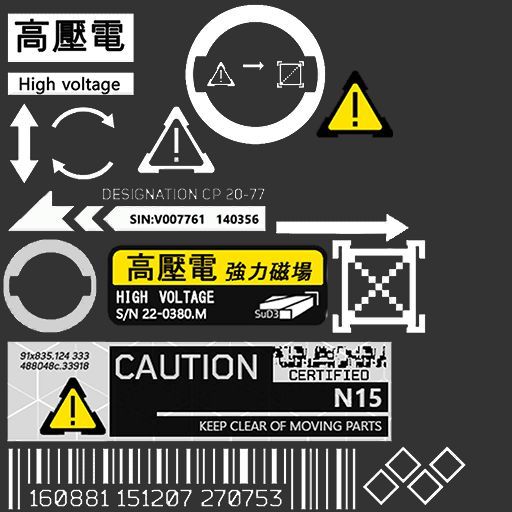 高壓電
High voltage
DESIGNATION CP 20-77
SIN:V007761 140356
高壓電 強力磁場
HIGH VOLTAGE
S/N 22-0380.M
SuD3
91x835.124 333
488048c.33918
CAUTION
CERTIFIED
N15
KEEP CLEAR OF MOVING PARTS
160881 151207 270753